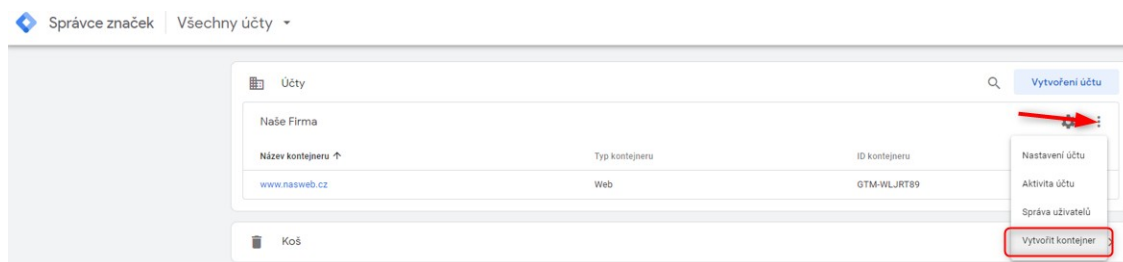 Správce značek Všechny účty
Účty Vytvoření účtu
Naše Firma
Název kontejneru Typ kontejneru ID kontejneru
www.nasweb.cz Web GTM-WLJRT89
Nastavení účtu
Aktivita účtu
Správa uživatelů
Koš
Vytvořit kontejner